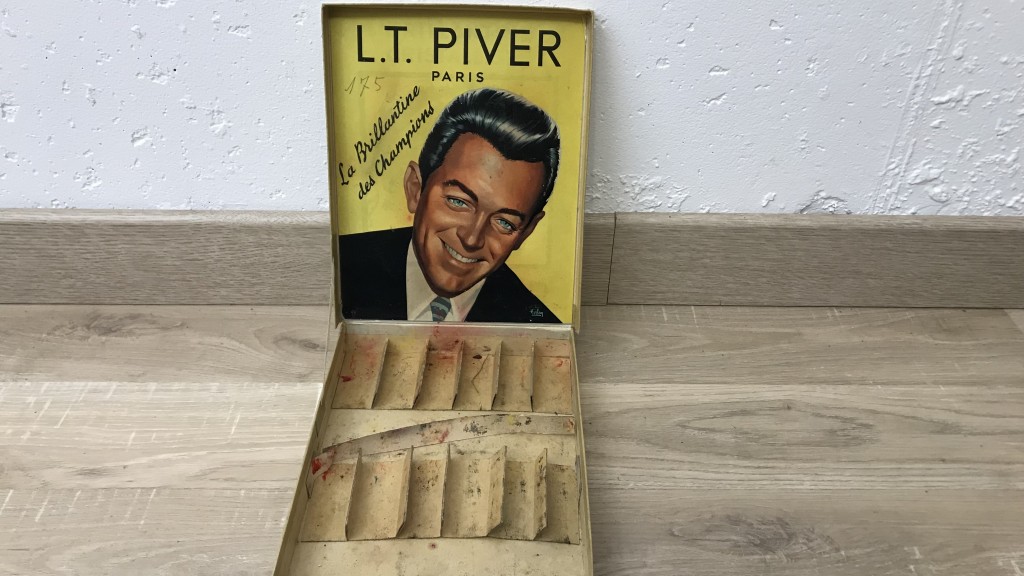 L.T. PIVER
PARIS
175
La Brillantine
des Champions